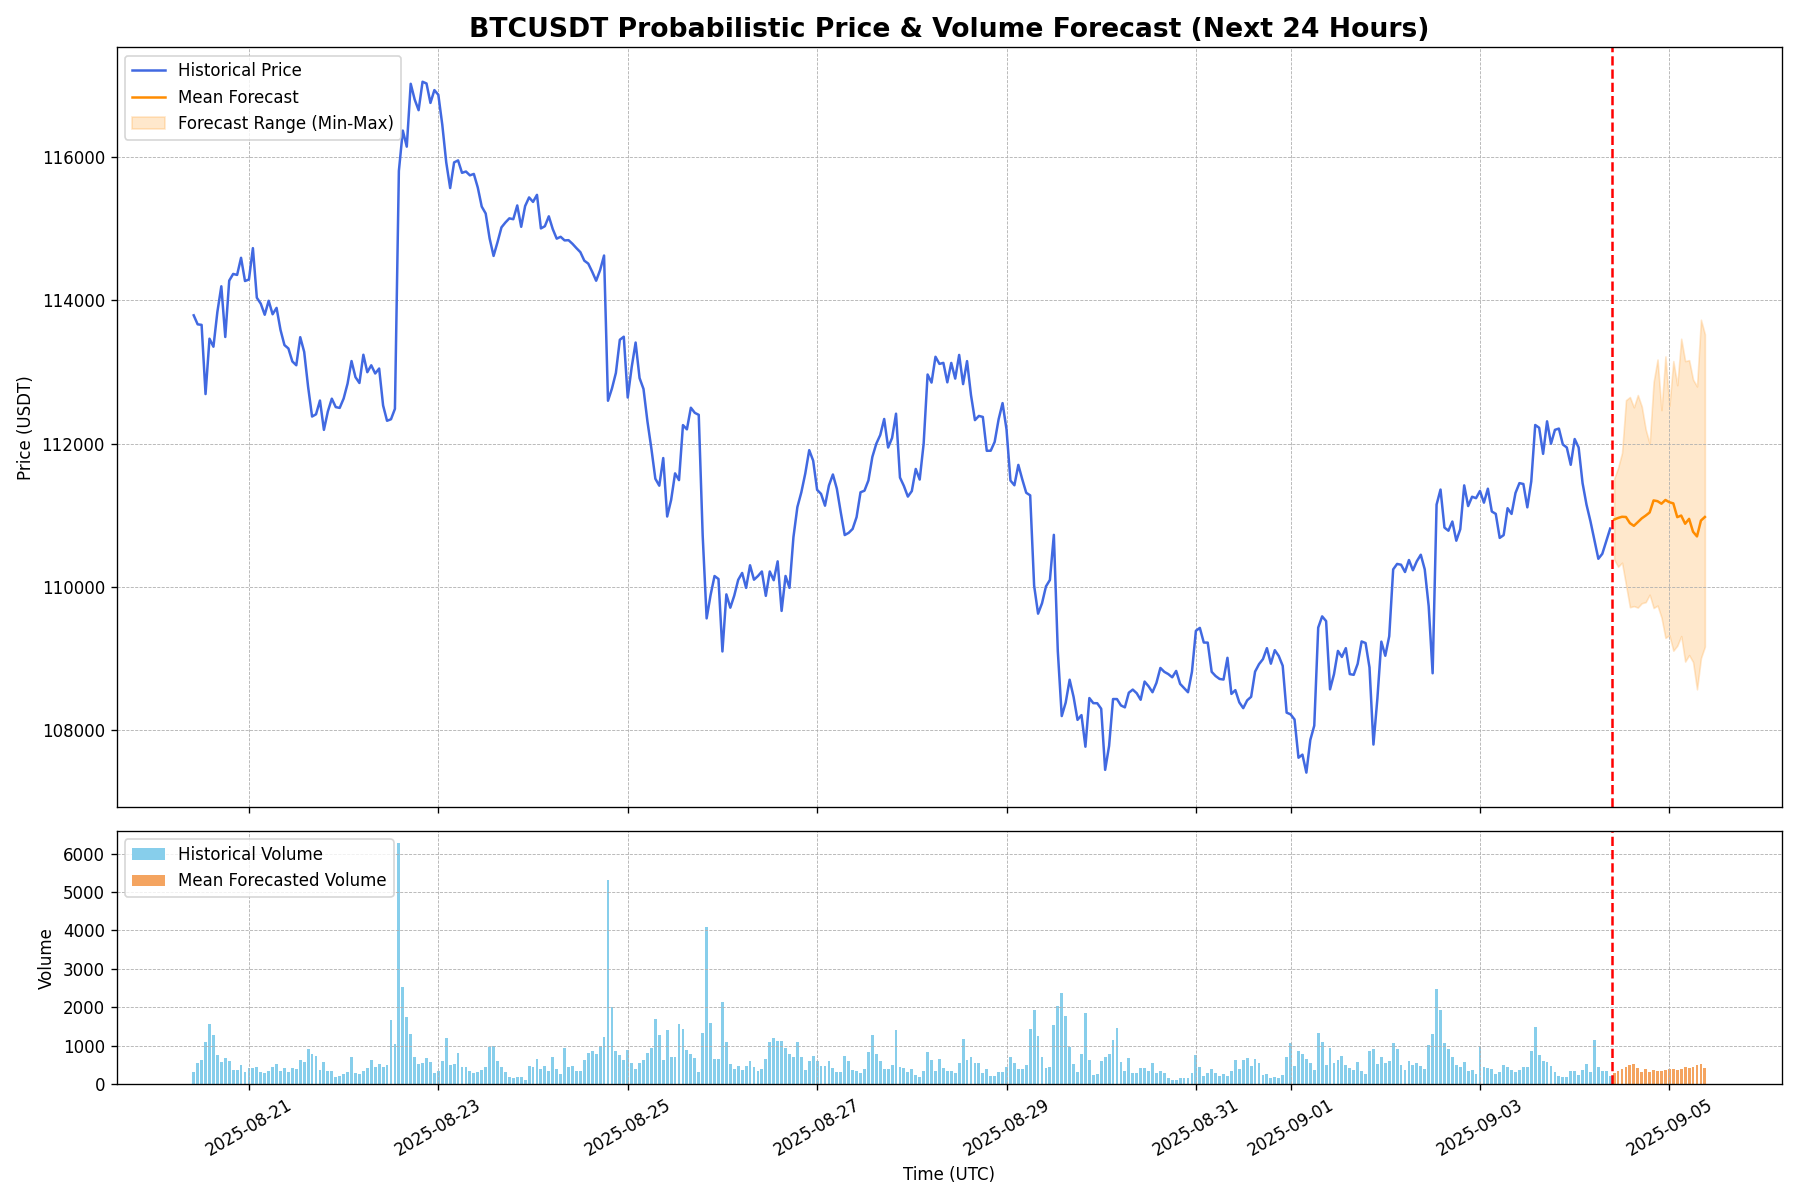 BTCUSDT Probabilistic Price & Volume Forecast (Next 24 Hours)
Historical Price
Mean Forecast
Forecast Range (Min-Max)
116000
114000
112000
110000
108000
Price (USDT)
Historical Volume
Mean Forecasted Volume
6000
5000
4000
3000
2000
1000
0
Volume
2025-08-21
2025-08-23
2025-08-25
2025-08-27
2025-08-29
2025-08-31
2025-09-01
2025-09-03
2025-09-05
Time (UTC)